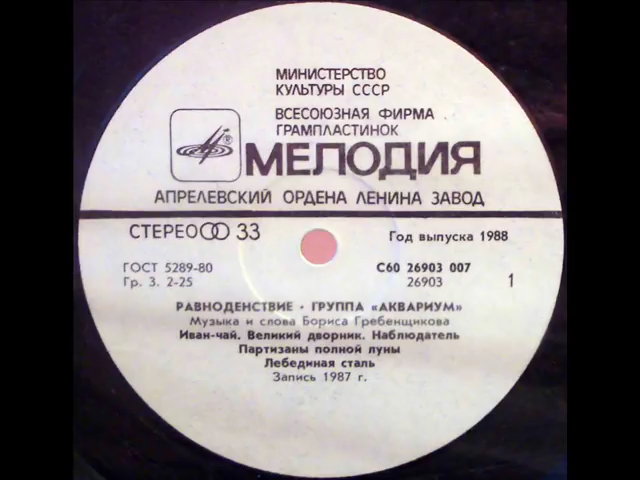 МИНИСТЕРСТВО
КУЛЬТУРЫ СССР
ВСЕСОЮЗНАЯ ФИРМА
ГРАМПЛАСТИНОК
®
МЕЛОДИЯ
АПРЕЛЕВСКИЙ ОРДЕНА ЛЕНИНА ЗАВОД
СТЕРЕО 33
Год выпуска 1988
ГОСТ 5289-80
С60 26903 007
Гр. 3. 2-25
26903
1
РАВНОДЕНСТВИЕ • ГРУППА «АКВАРИУМ»
Музыка и слова Бориса Гребенщикова
Иван-чай. Великий дворник. Наблюдатель
Партизаны полной луны
Лебединая сталь
Запись 1987 г.